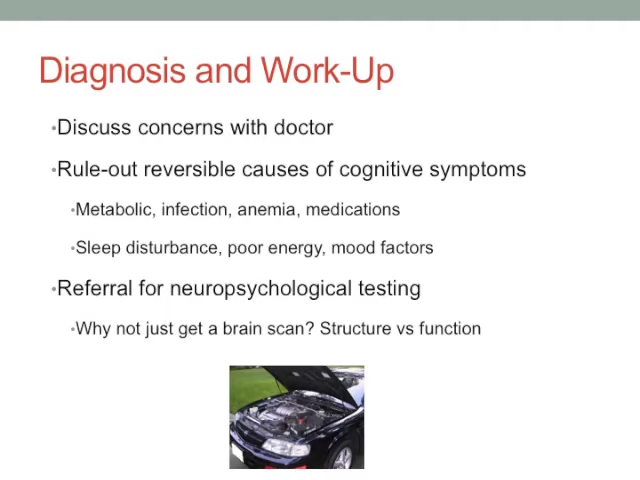 Diagnosis and Work-Up
•Discuss concerns with doctor
•Rule-out reversible causes of cognitive symptoms
•Metabolic, infection, anemia, medications
•Sleep disturbance, poor energy, mood factors
•Referral for neuropsychological testing
•Why not just get a brain scan? Structure vs function